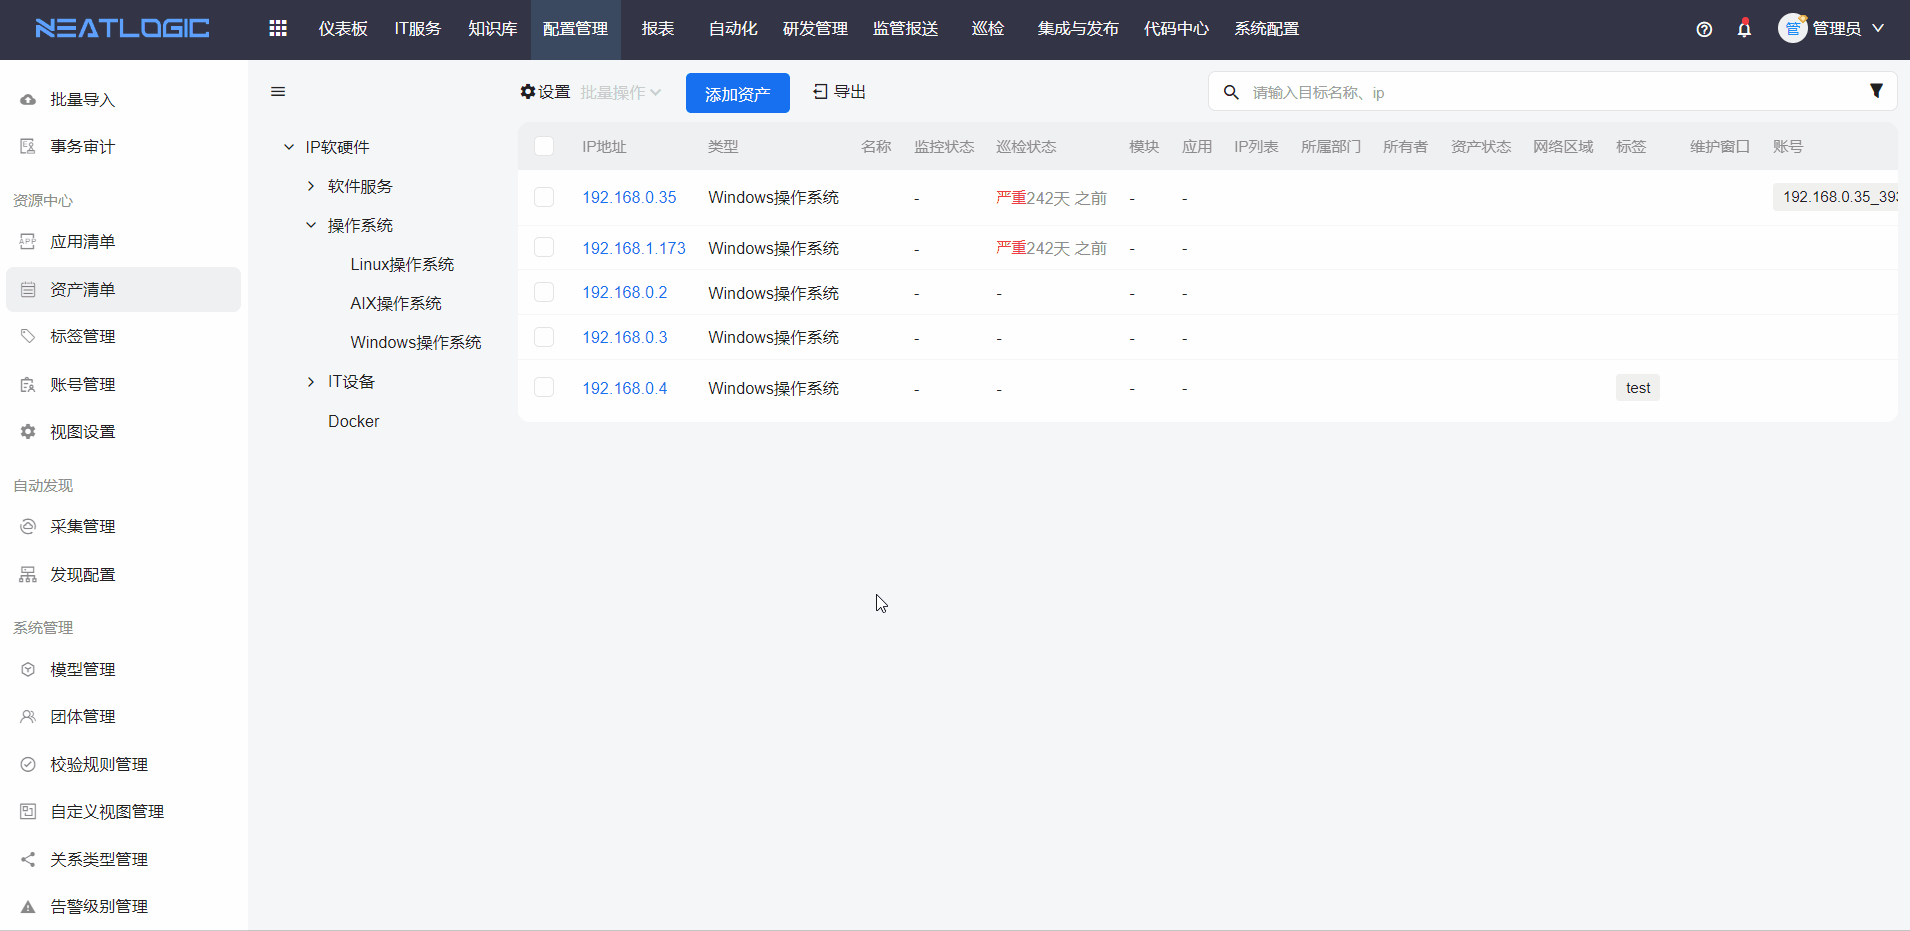 NEATLOGIC 仪表板 IT服务 知识库 配置管理 报表 自动化 研发管理 监管报送 巡检 集成与发布 代码中心 系统配置 管 管理员
批量导入
事务审计
资源中心
应用清单
资产清单
标签管理
账号管理
视图设置
自动发现
采集管理
发现配置
系统管理
模型管理
团体管理
校验规则管理
自定义视图管理
关系类型管理
告警级别管理
IP软硬件
软件服务
操作系统
Linux操作系统
AIX操作系统
Windows操作系统
IT设备
Docker
设置 批量操作 添加资产 导出 请输入目标名称、ip
IP地址 类型 名称 监控状态 巡检状态 模块 应用 IP列表 所属部门 所有者 资产状态 网络区域 标签 维护窗口 账号
192.168.0.35 Windows操作系统 - 严重242天 之前 - - 192.168.0.35_393
192.168.1.173 Windows操作系统 - 严重242天 之前 - -
192.168.0.2 Windows操作系统 - - - -
192.168.0.3 Windows操作系统 - - - -
192.168.0.4 Windows操作系统 - - - - test